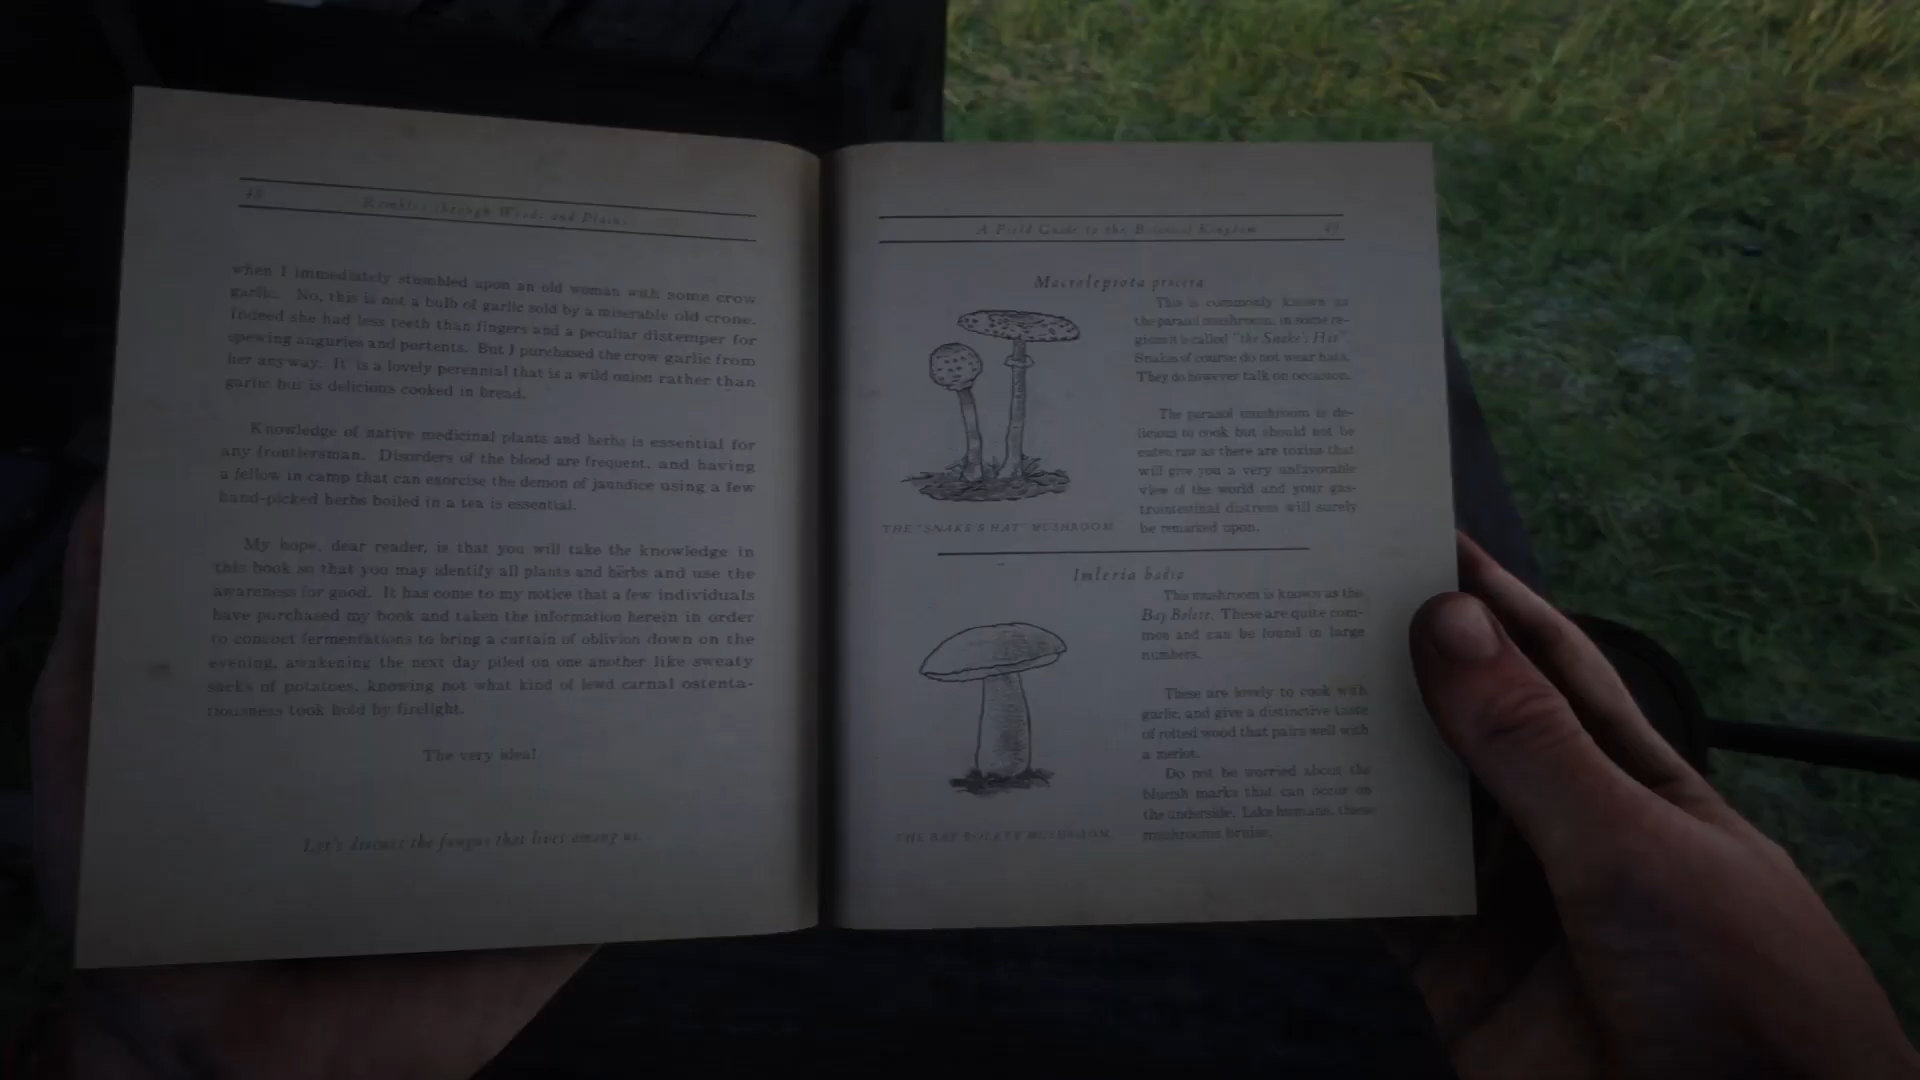 48
Rambles through Woods and Plains
when I immediately stumbled upon an old woman with some crow
garlic. No, this is not a bulb of garlic sold by a miserable old crone.
Indeed she had less teeth than fingers and a peculiar distemper for
spewing anguries and portents. But I purchased the crow garlic from
her anyway. It is a lovely perennial that is a wild onion rather than
garlic but is delicious cooked in bread.
Knowledge of native medicinal plants and herbs is essential for
any frontiersman. Disorders of the blood are frequent, and having
a fellow in camp that can exorcise the demon of jaundice using a few
hand-picked herbs boiled in a tea is essential.
My hope, dear reader, is that you will take the knowledge in
this book so that you may identify all plants and herbs and use the
awareness for good. It has come to my notice that a few individuals
have purchased my book and taken the information herein in order
to concoct fermentations to bring a curtain of oblivion down on the
evening, awakening the next day piled on one another like sweaty
sacks of potatoes, knowing not what kind of lewd carnal ostenta-
tiousness took hold by firelight.
The very idea!
Let's discuss the fungus that lives among us.
A Field Guide to the Botanical Kingdom 49
Macrolepiota procera
This is commonly known as
the parasol mushroom, in some re-
gions it is called "the Snake's Hat".
Snakes of course do not wear hats.
They do however talk on occasion.
The parasol mushroom is de-
licious to cook but should not be
eaten raw as there are toxins that
will give you a very unfavorable
view of the world and your gas-
trointestinal distress will surely
be remarked upon.
THE "SNAKE'S HAT" MUSHROOM
Imleria badia
This mushroom is known as the
Bay Bolete. These are quite com-
mon and can be found in large
numbers.
These are lovely to cook with
garlic, and give a distinctive taste
of rotted wood that pairs well with
a merlot.
Do not be worried about the
blueish marks that can occur on
the underside. Like humans, these
mushrooms bruise.
THE BAY BOLETE MUSHROOM